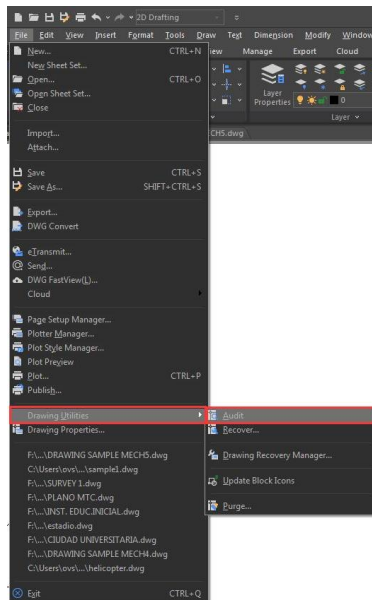 2D Drafting
File Edit View Insert Format Tools Draw Text Dimension Modify Window
New... CTRL+N
New Sheet Set...
Open... CTRL+O
Open Sheet Set...
Close
Import...
Attach...
Save CTRL+S
Save As... SHIFT+CTRL+S
Export...
DWG Convert
eTransmit...
Send...
DWG FastView(L)...
Cloud
Page Setup Manager...
Plotter Manager...
Plot Style Manager...
Plot Preview
Plot... CTRL+P
Publish...
Drawing Utilities
Drawing Properties...
F:\...\DRAWING SAMPLE MECH5.dwg
C:\Users\ovs\...\sample1.dwg
F:\...\SURVEY 1.dwg
F:\...\PLANO MTC.dwg
F:\...\INST. EDUC.INICIAL.dwg
F:\...\estadio.dwg
F:\...\CIUDAD UNIVERSITARIA.dwg
F:\...\DRAWING SAMPLE MECH4.dwg
C:\Users\ovs\...\helicopter.dwg
Exit CTRL+Q
iew Manage Export Cloud
Layer
Properties
0
Layer
CH5.dwg
Audit
Recover...
Drawing Recovery Manager...
Update Block Icons
Purge...